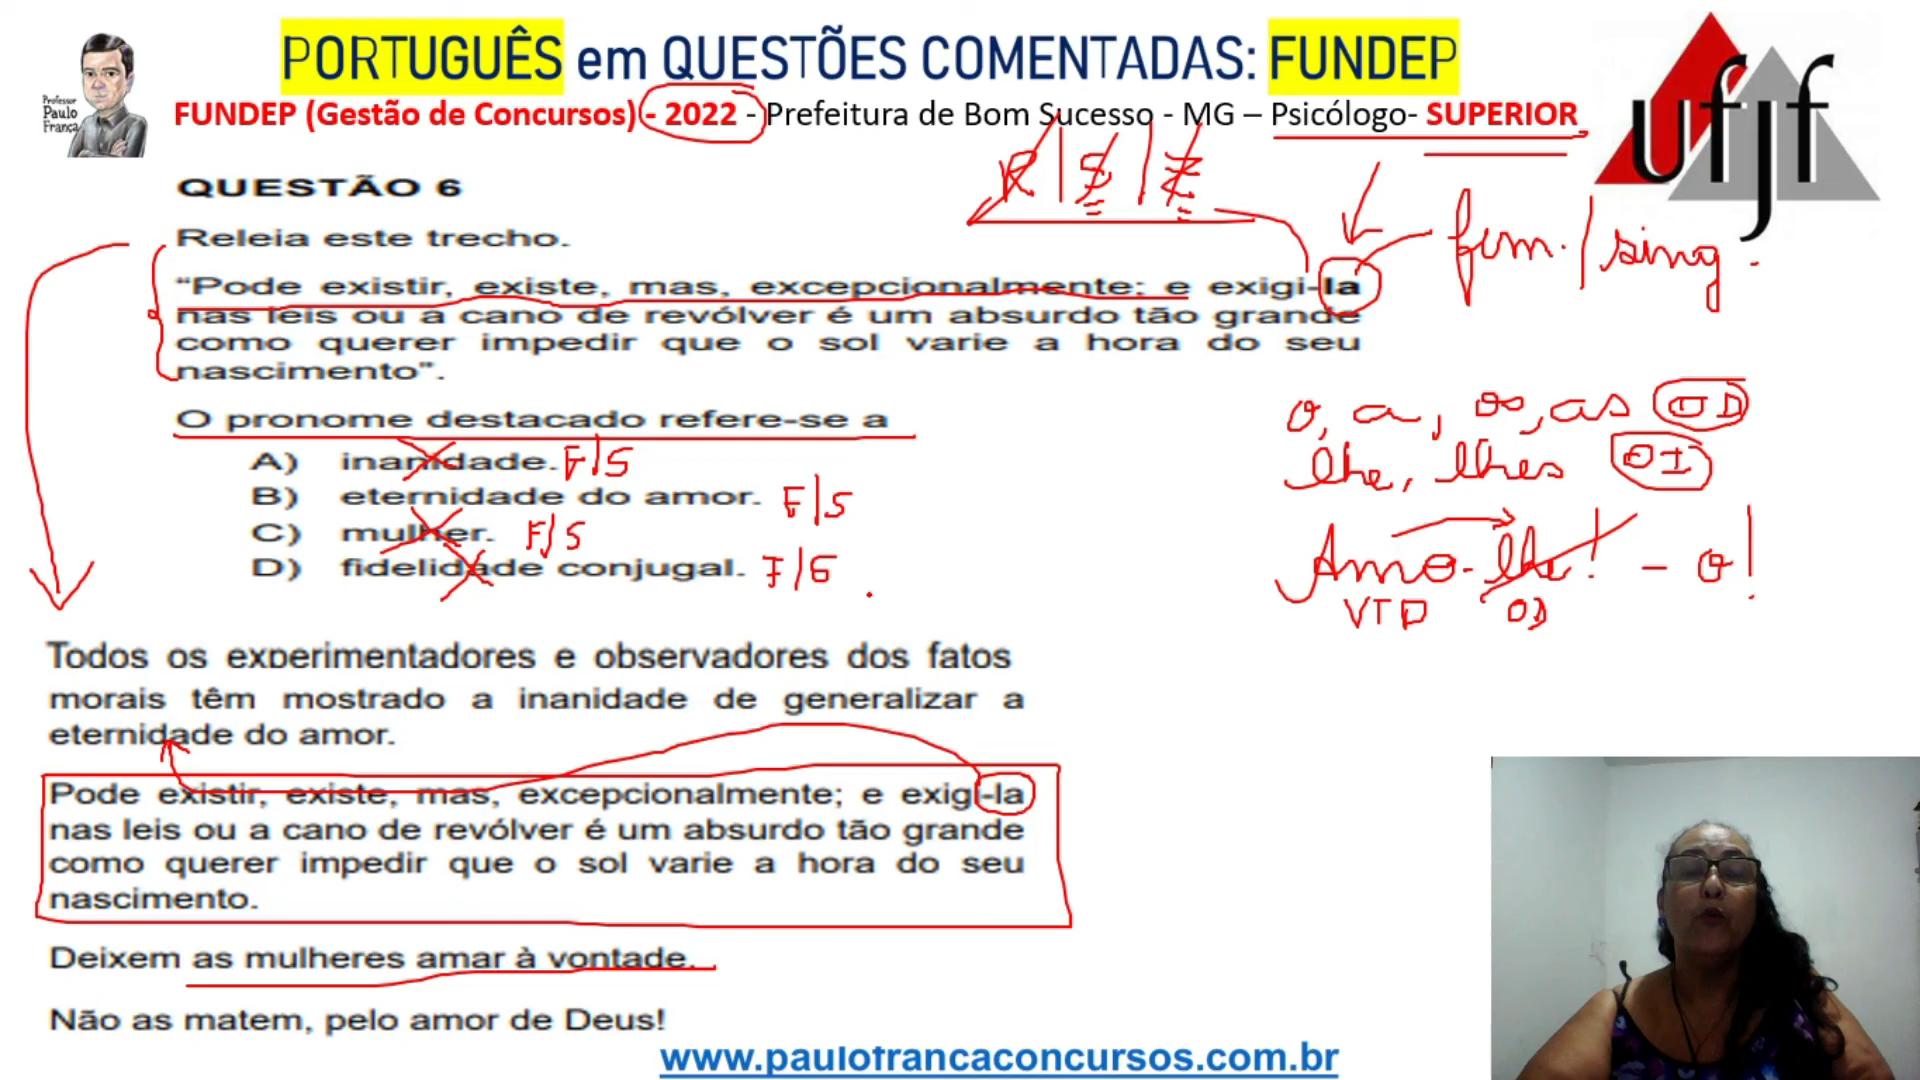 PORTUGUÊS em QUESTÕES COMENTADAS: FUNDEP
Professor
Paulo
França
FUNDEP (Gestão de Concursos) - 2022 - Prefeitura de Bom Sucesso - MG – Psicólogo- SUPERIOR
ufjf
R | S | Z
QUESTÃO 6
Releia este trecho.
fem. / sing.
“Pode existir, existe, mas, excepcionalmente; e exigi-la
nas leis ou a cano de revólver é um absurdo tão grande
como querer impedir que o sol varie a hora do seu
nascimento”.
o, a, os, as OD
lhe, lhes OI
O pronome destacado refere-se a
A) inanidade. F/S
B) eternidade do amor. F/S
C) mulher. F/S
D) fidelidade conjugal. F/S
Amo-lhe! - o!
VTD OD
Todos os experimentadores e observadores dos fatos
morais têm mostrado a inanidade de generalizar a
eternidade do amor.
Pode existir, existe, mas, excepcionalmente; e exigi-la
nas leis ou a cano de revólver é um absurdo tão grande
como querer impedir que o sol varie a hora do seu
nascimento.
Deixem as mulheres amar à vontade.
Não as matem, pelo amor de Deus!
www.paulofrancaconcursos.com.br